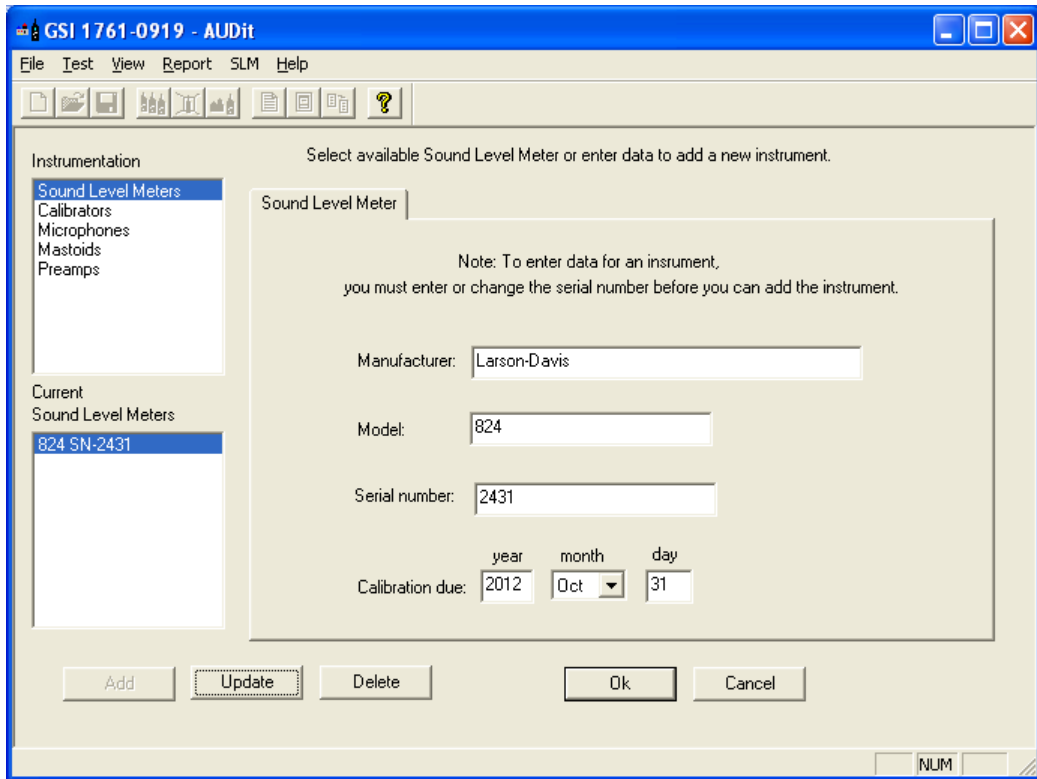 GSI 1761-0919 - AUDit
File Test View Report SLM Help
Instrumentation
Sound Level Meters
Calibrators
Microphones
Mastoids
Preamps
Current
Sound Level Meters
824 SN-2431
Select available Sound Level Meter or enter data to add a new instrument.
Sound Level Meter
Note: To enter data for an insrument,
you must enter or change the serial number before you can add the instrument.
Manufacturer: Larson-Davis
Model: 824
Serial number: 2431
year month day
Calibration due: 2012 Oct 31
Add Update Delete Ok Cancel
NUM